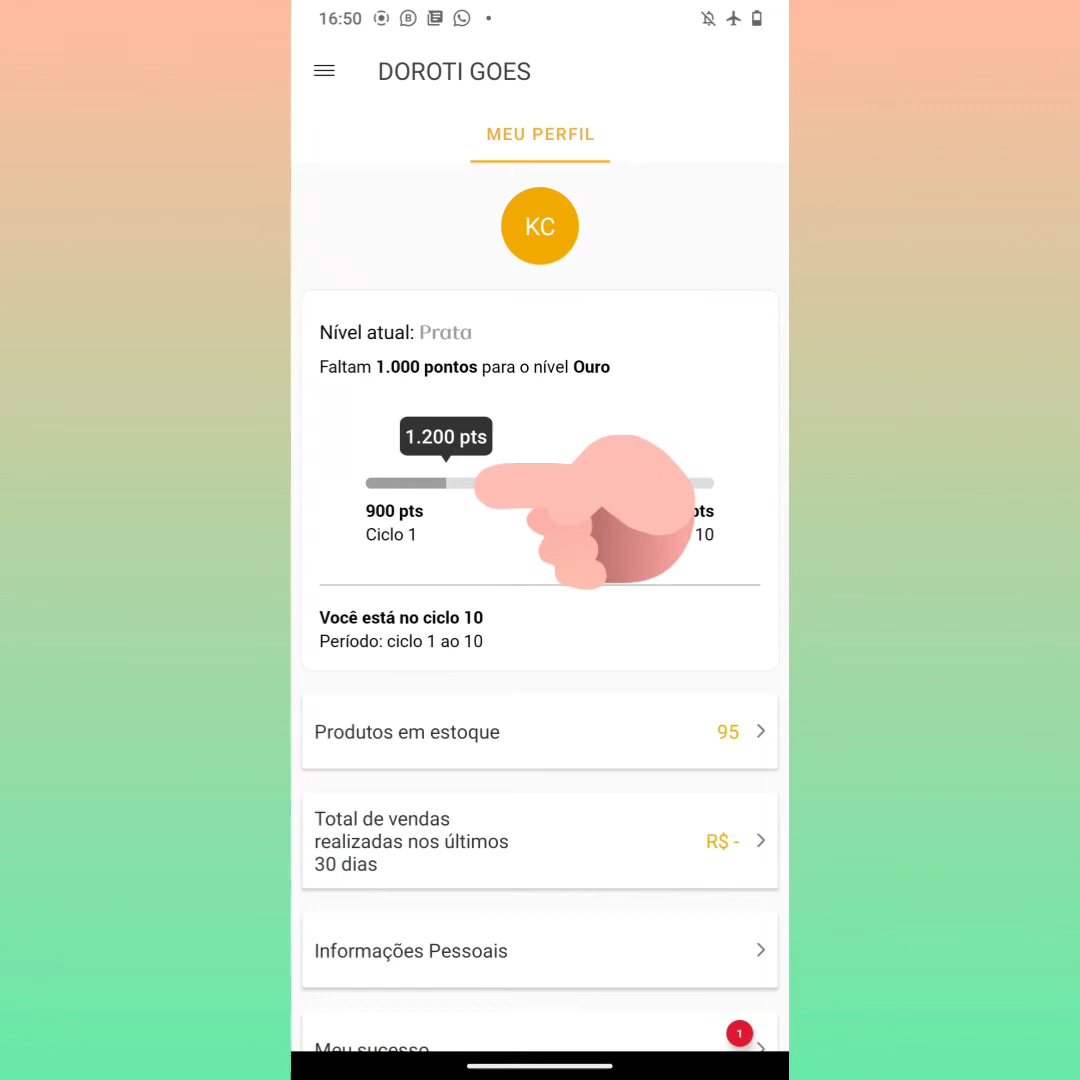 16:50
DOROTI GOES
MEU PERFIL
KC
Nível atual: Prata
Faltam 1.000 pontos para o nível Ouro
1.200 pts
900 pts
Ciclo 1
10
Você está no ciclo 10
Período: ciclo 1 ao 10
Produtos em estoque 95
Total de vendas
realizadas nos últimos
30 dias
R$ -
Informações Pessoais
1
Meu sucesso